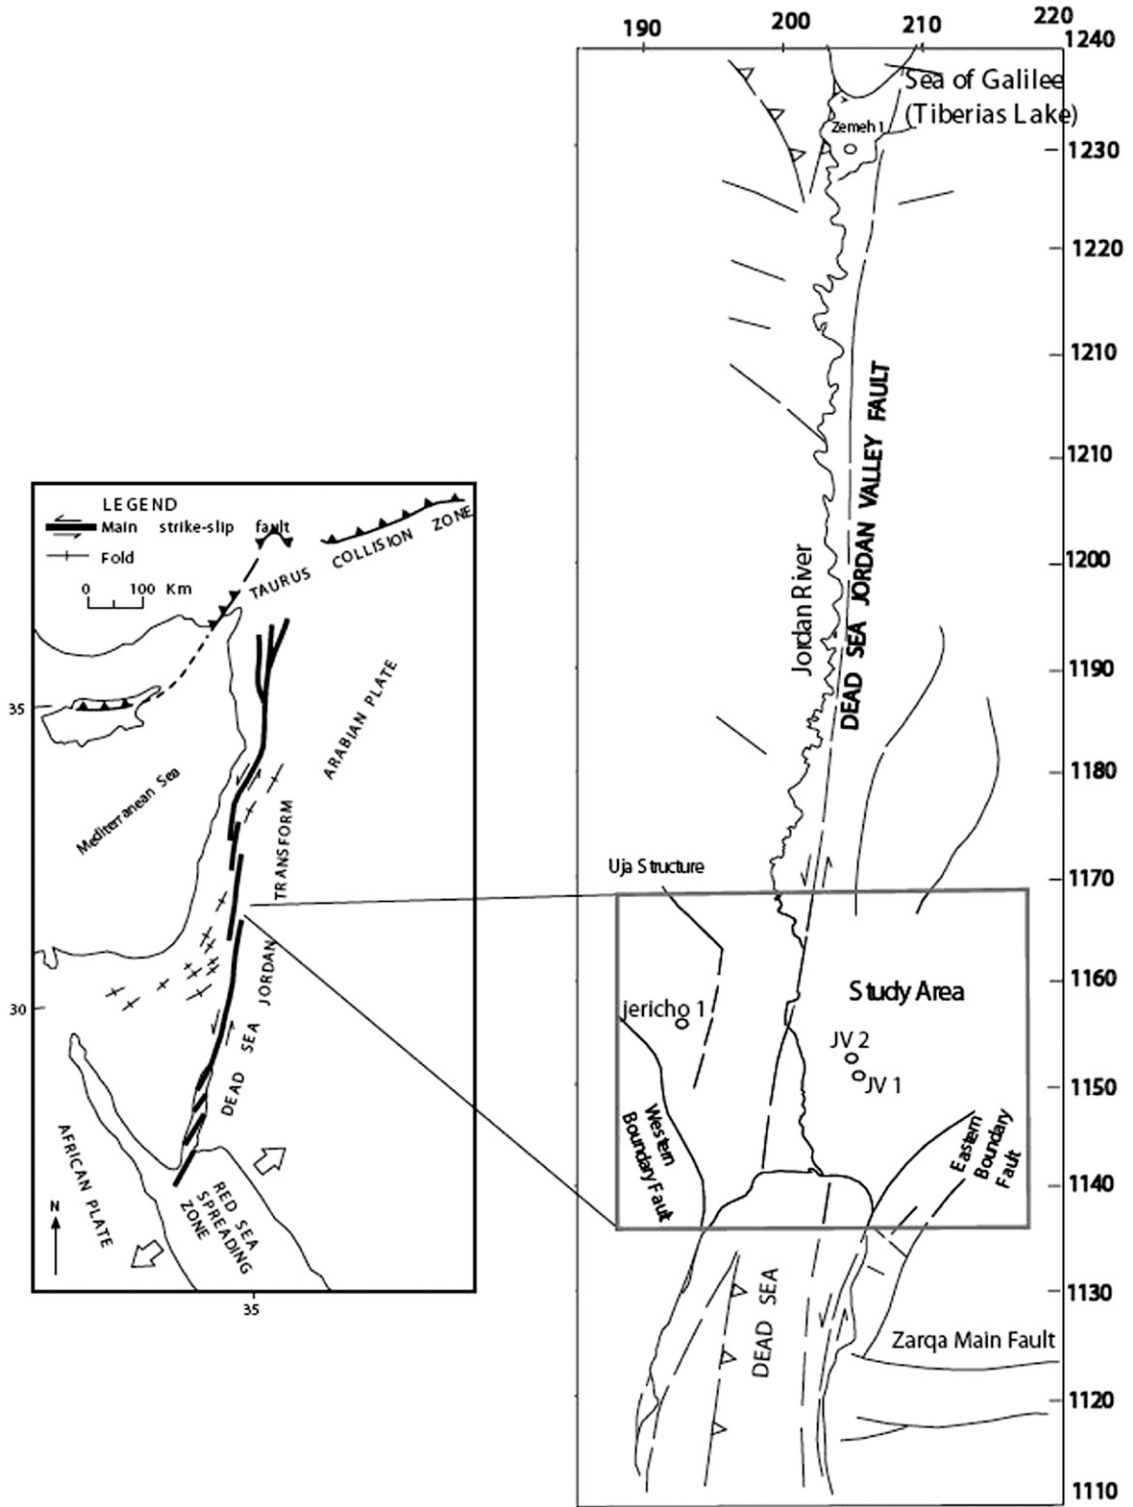 190
200
210
220
1240
Sea of Galilee
(Tiberias Lake)
Zemeh 1
1230
1220
1210
1210
1200
1190
1180
1170
1160
1150
1140
1130
1120
1110
DEAD SEA JORDAN VALLEY FAULT
Jordan River
Uja Structure
Study Area
jericho 1
JV 2
JV 1
Western
Boundary Fault
Eastern
Boundary
Fault
DEAD SEA
Zarqa Main Fault
LEGEND
Main strike-slip fault
Fold
0 100 Km
TAURUS COLLISION ZONE
ARABIAN PLATE
Mediterranean Sea
DEAD SEA JORDAN TRANSFORM
AFRICAN PLATE
RED SEA
SPREADING
ZONE
N
35
30
35